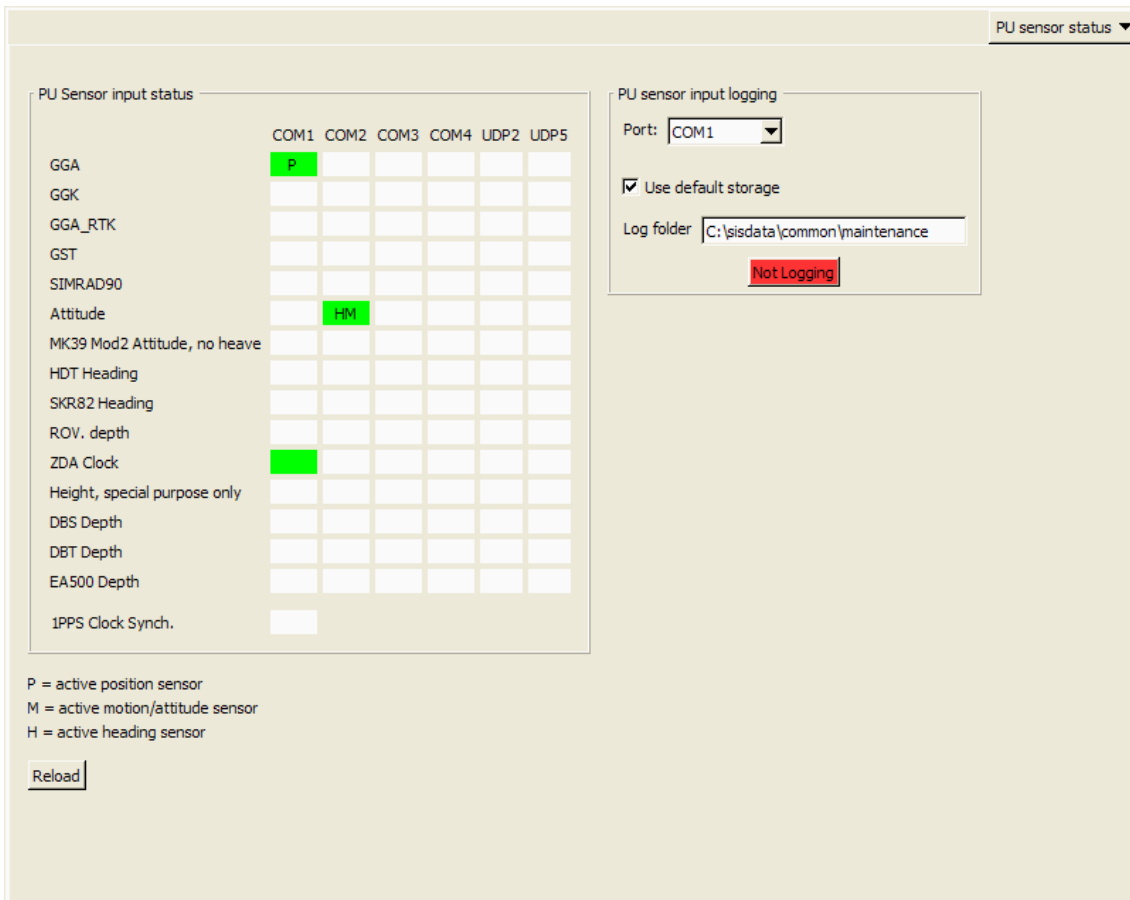 PU sensor status
PU Sensor input status
COM1 COM2 COM3 COM4 UDP2 UDP5
GGA P
GGK
GGA_RTK
GST
SIMRAD90
Attitude HM
MK39 Mod2 Attitude, no heave
HDT Heading
SKR82 Heading
ROV. depth
ZDA Clock
Height, special purpose only
DBS Depth
DBT Depth
EA500 Depth
1PPS Clock Synch.
P = active position sensor
M = active motion/attitude sensor
H = active heading sensor
Reload
PU sensor input logging
Port: COM1
Use default storage
Log folder C:\sisdata\common\maintenance
Not Logging